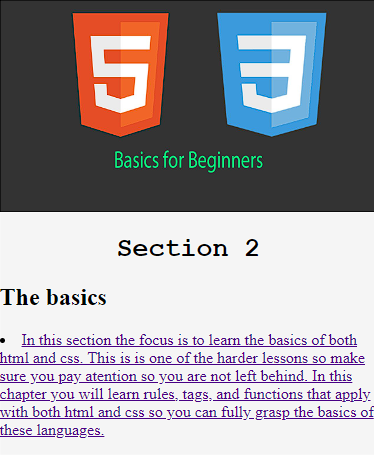 5 3
Basics for Beginners
Section 2
The basics
• In this section the focus is to learn the basics of both
html and css. This is is one of the harder lessons so make
sure you pay atention so you are not left behind. In this
chapter you will learn rules, tags, and functions that apply
with both html and css so you can fully grasp the basics of
these languages.